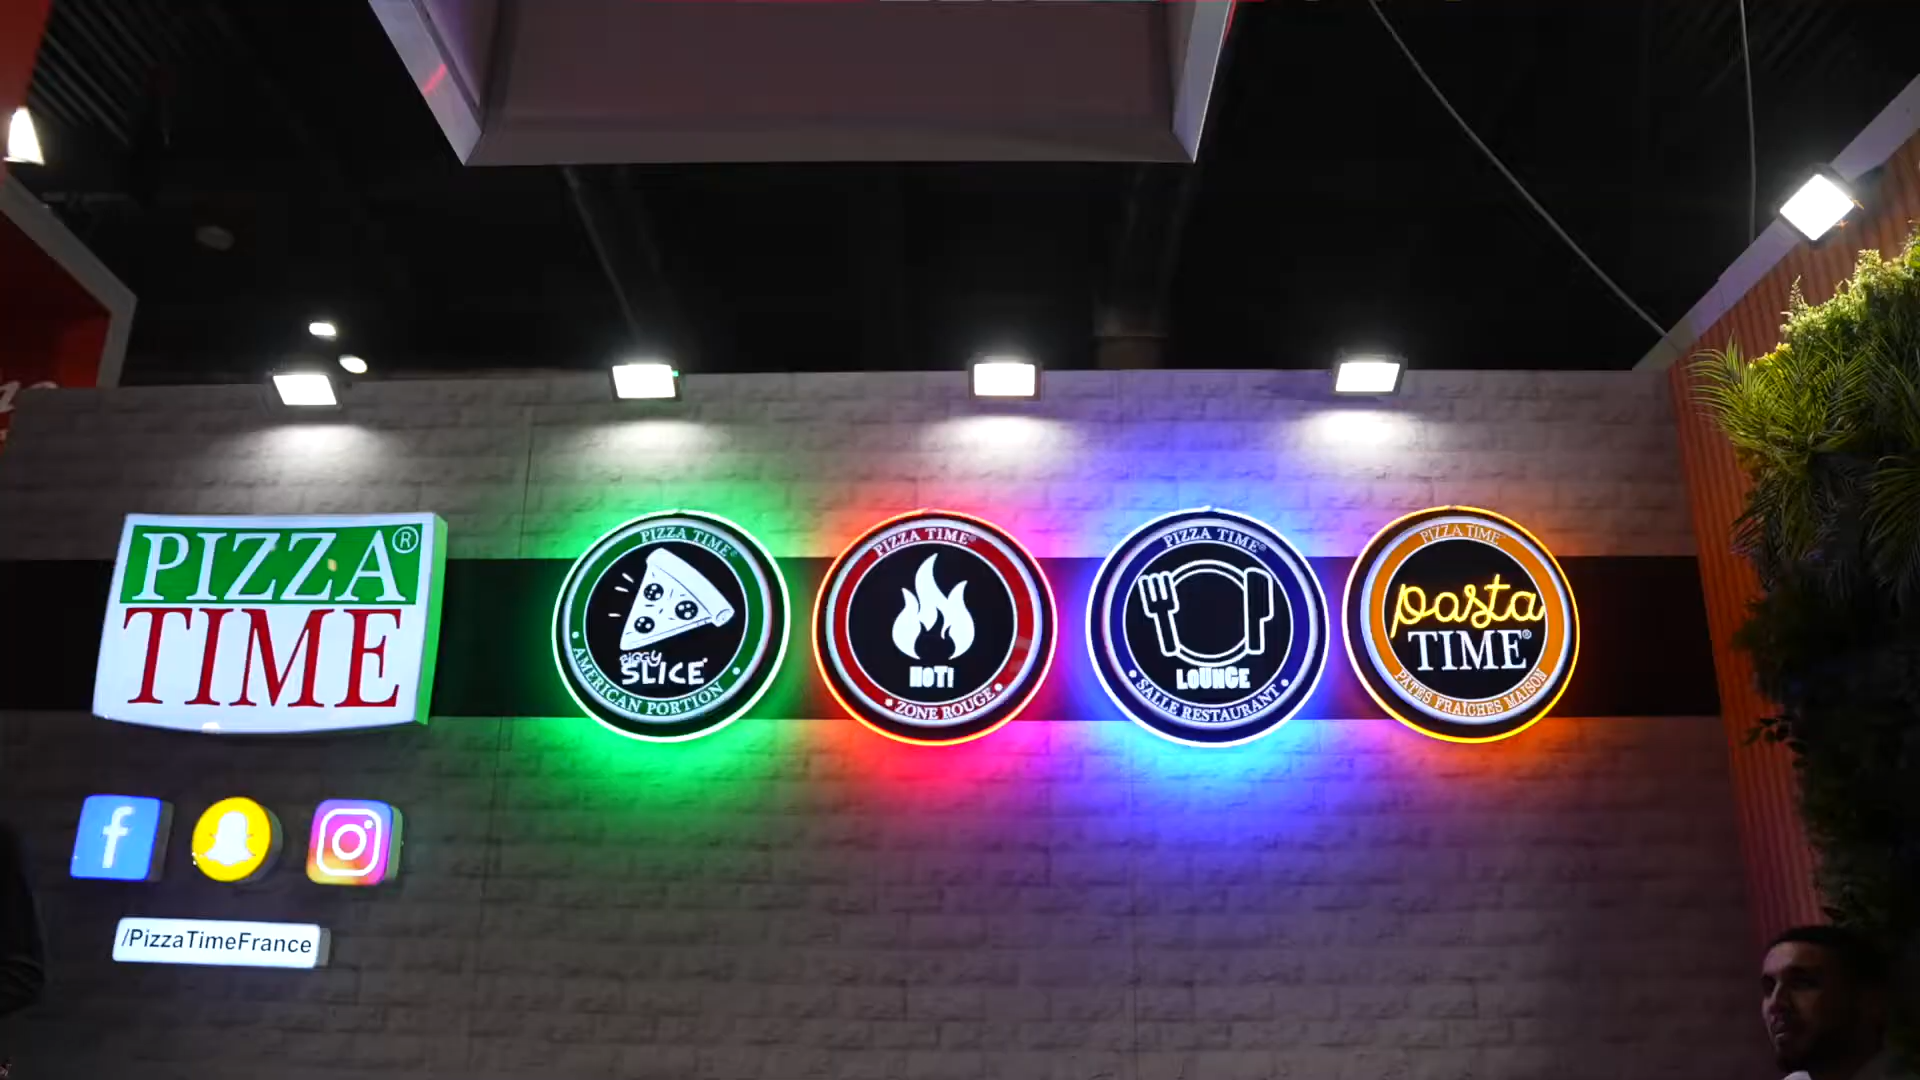 PIZZA®
TIME
/PizzaTimeFrance
PIZZA TIME®
BIGGY
SLICE
• AMERICAN PORTION •
PIZZA TIME®
HOT!
• ZONE ROUGE •
PIZZA TIME®
LOUNGE
• SALLE RESTAURANT •
PIZZA TIME®
pasta
TIME®
PÂTES FRAÎCHES MAISON